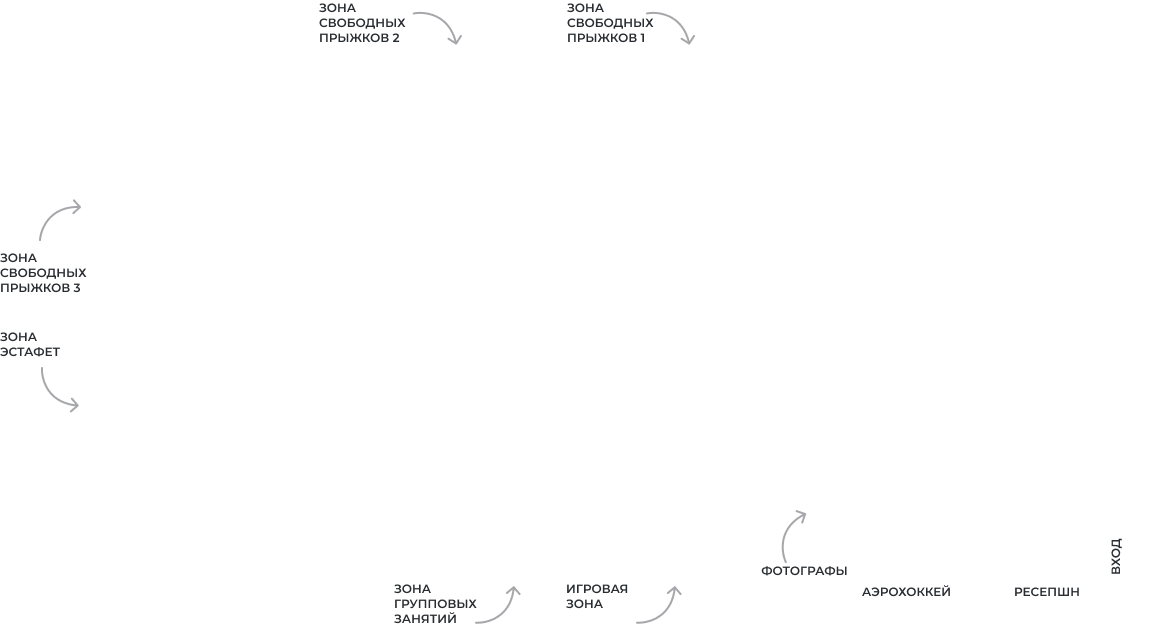 ЗОНА
СВОБОДНЫХ
ПРЫЖКОВ 2
ЗОНА
СВОБОДНЫХ
ПРЫЖКОВ 1
ЗОНА
СВОБОДНЫХ
ПРЫЖКОВ 3
ЗОНА
ЭСТАФЕТ
ЗОНА
ГРУППОВЫХ
ЗАНЯТИЙ
ИГРОВАЯ
ЗОНА
ФОТОГРАФЫ
АЭРОХОККЕЙ
РЕСЕПШН
ВХОД